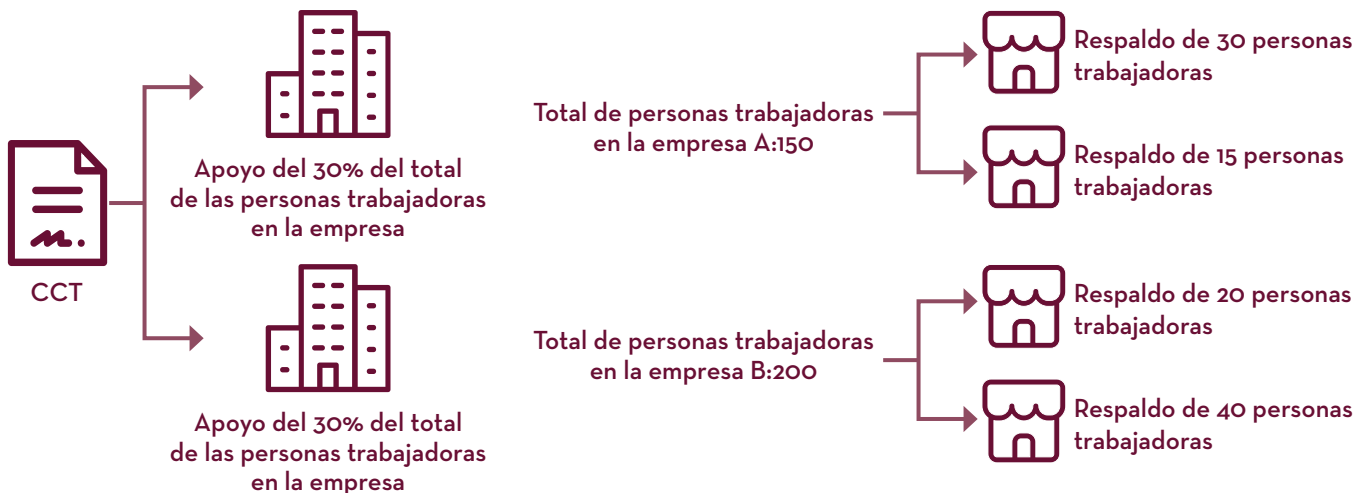 CCT
Apoyo del 30% del total
de las personas trabajadoras
en la empresa
Apoyo del 30% del total
de las personas trabajadoras
en la empresa
Total de personas trabajadoras
en la empresa A:150
Respaldo de 30 personas
trabajadoras
Respaldo de 15 personas
trabajadoras
Total de personas trabajadoras
en la empresa B:200
Respaldo de 20 personas
trabajadoras
Respaldo de 40 personas
trabajadoras